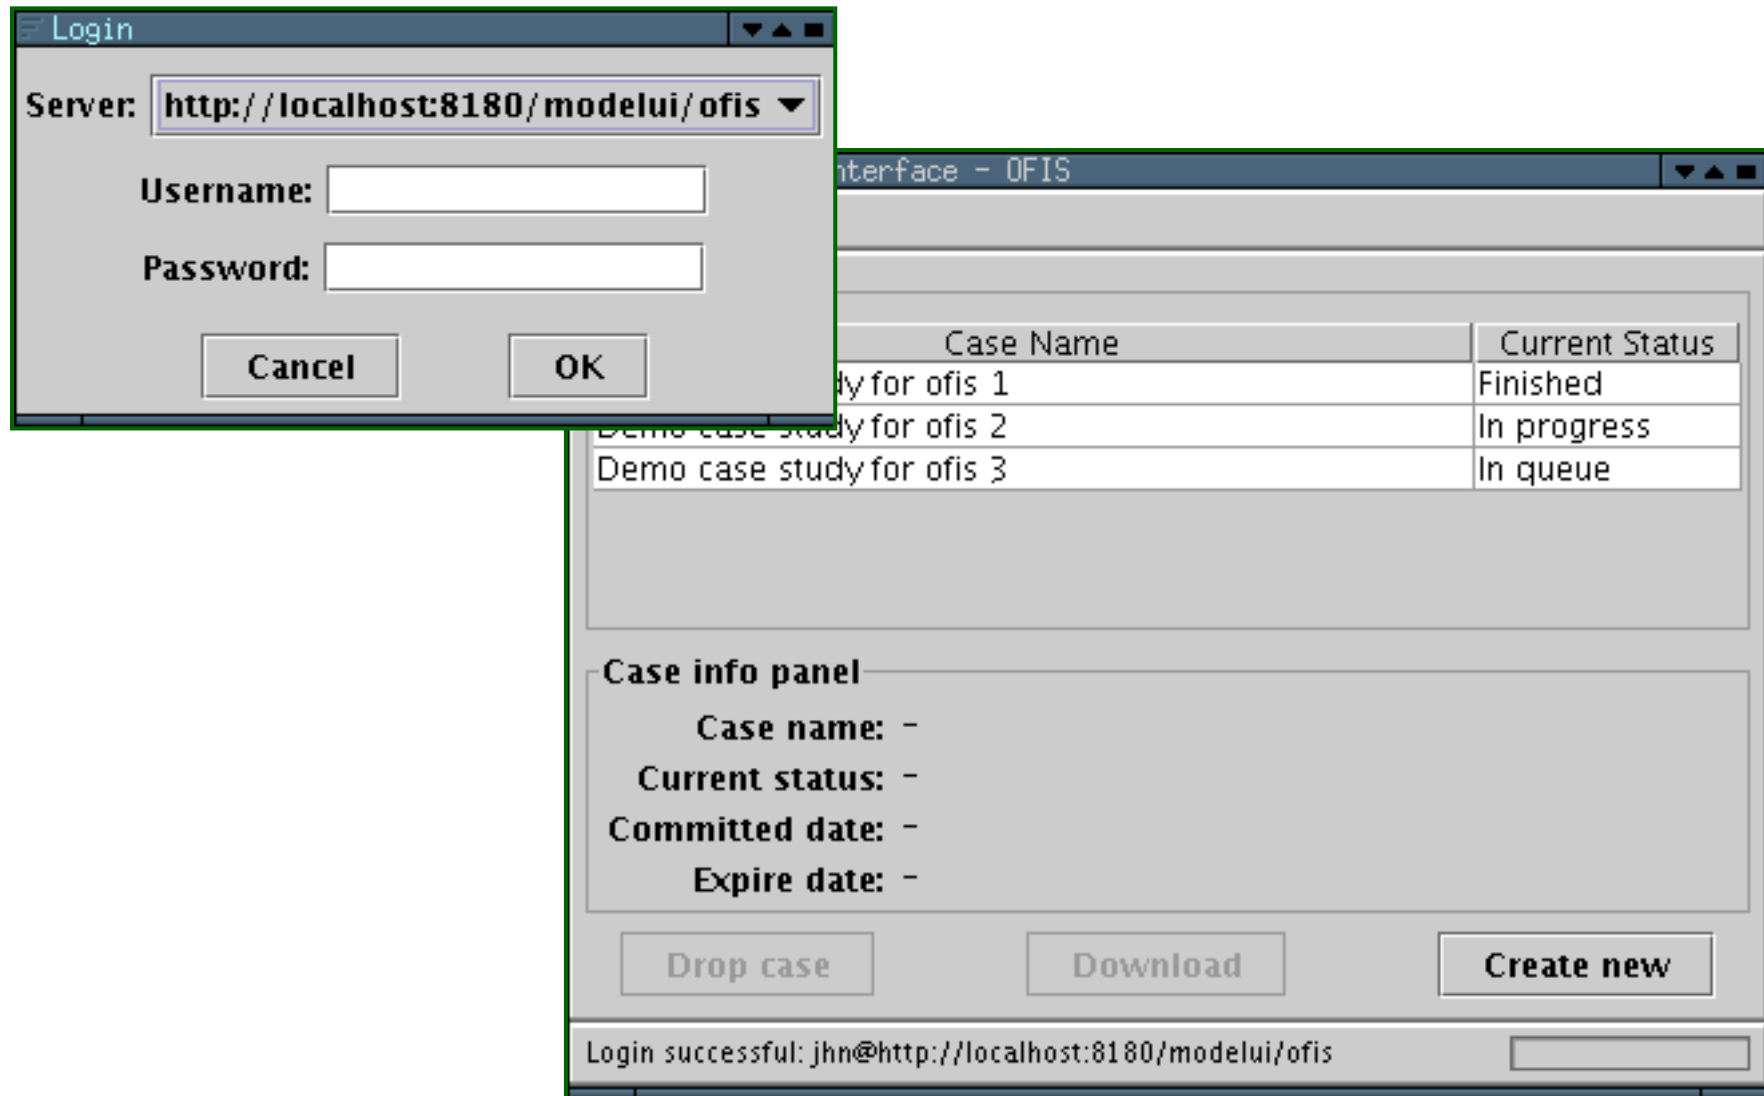 Login
Server: http://localhost:8180/modelui/ofis
Username:
Password:
Cancel OK
nterface - OFIS
Case Name Current Status
dy for ofis 1 Finished
Demo case study for ofis 2 In progress
Demo case study for ofis 3 In queue
Case info panel
Case name: -
Current status: -
Committed date: -
Expire date: -
Drop case Download Create new
Login successful: jhn@http://localhost:8180/modelui/ofis